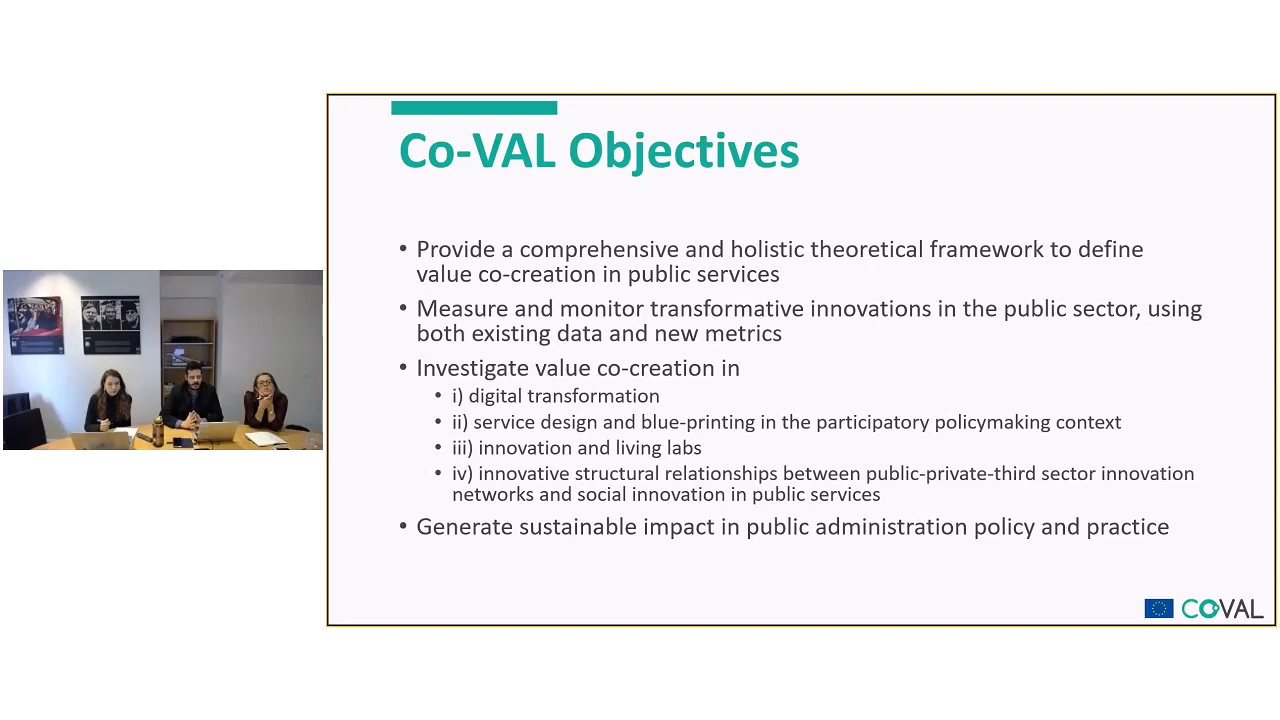 Co-VAL Objectives
• Provide a comprehensive and holistic theoretical framework to define
value co-creation in public services
• Measure and monitor transformative innovations in the public sector, using
both existing data and new metrics
• Investigate value co-creation in
• i) digital transformation
• ii) service design and blue-printing in the participatory policymaking context
• iii) innovation and living labs
• iv) innovative structural relationships between public-private-third sector innovation
networks and social innovation in public services
• Generate sustainable impact in public administration policy and practice
COVAL